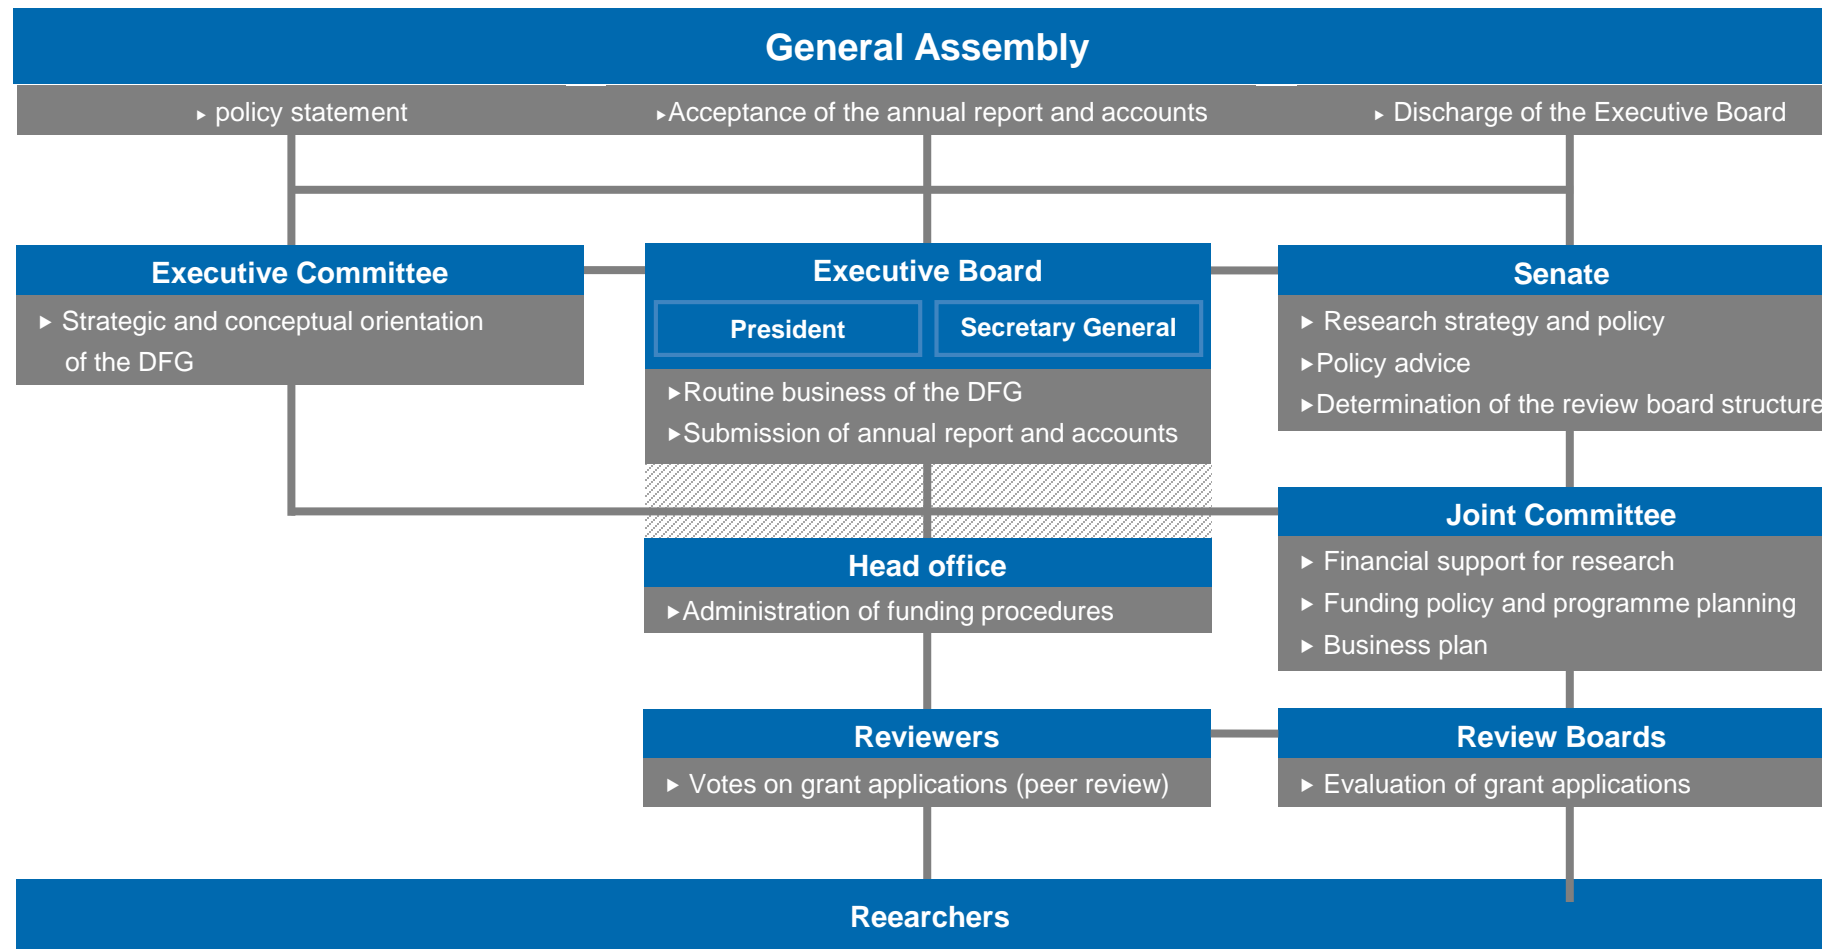 General Assembly
▸ policy statement
▸Acceptance of the annual report and accounts
▸ Discharge of the Executive Board
Executive Committee
▸ Strategic and conceptual orientation
of the DFG
Executive Board
President
Secretary General
▸Routine business of the DFG
▸Submission of annual report and accounts
Senate
▸ Research strategy and policy
▸Policy advice
▸Determination of the review board structure
Joint Committee
▸ Financial support for research
▸ Funding policy and programme planning
▸ Business plan
Head office
▸Administration of funding procedures
Reviewers
▸ Votes on grant applications (peer review)
Review Boards
▸ Evaluation of grant applications
Reearchers